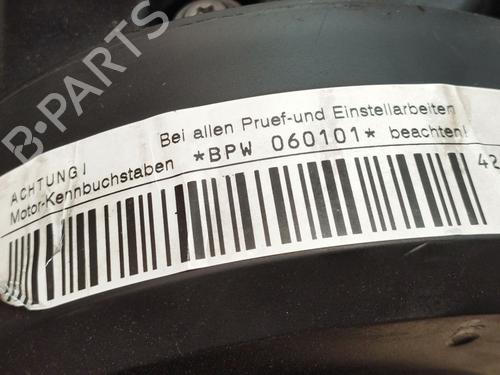 B-PARTS
ACHTUNG! Bei allen Pruef-und Einstellarbeiten
Motor-Kennbuchstaben *BPW 060101* beachten!
42